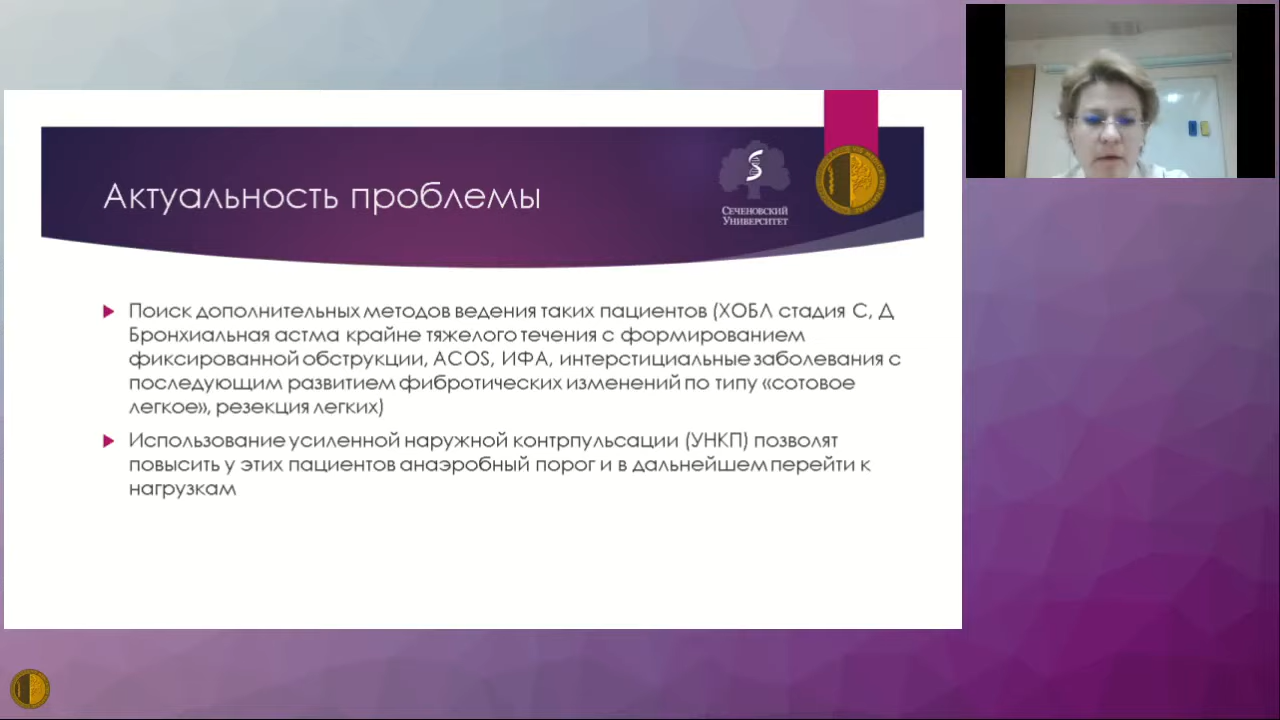 Актуальность проблемы
Сеченовский
Университет
Поиск дополнительных методов ведения таких пациентов (ХОБЛ стадия С, Д
Бронхиальная астма крайне тяжелого течения с формированием
фиксированной обструкции, ACOS, ИФА, интерстициальные заболевания с
последующим развитием фибротических изменений по типу «сотовое
легкое», резекция легких)
Использование усиленной наружной контрпульсации (УНКП) позволят
повысить у этих пациентов анаэробный порог и в дальнейшем перейти к
нагрузкам